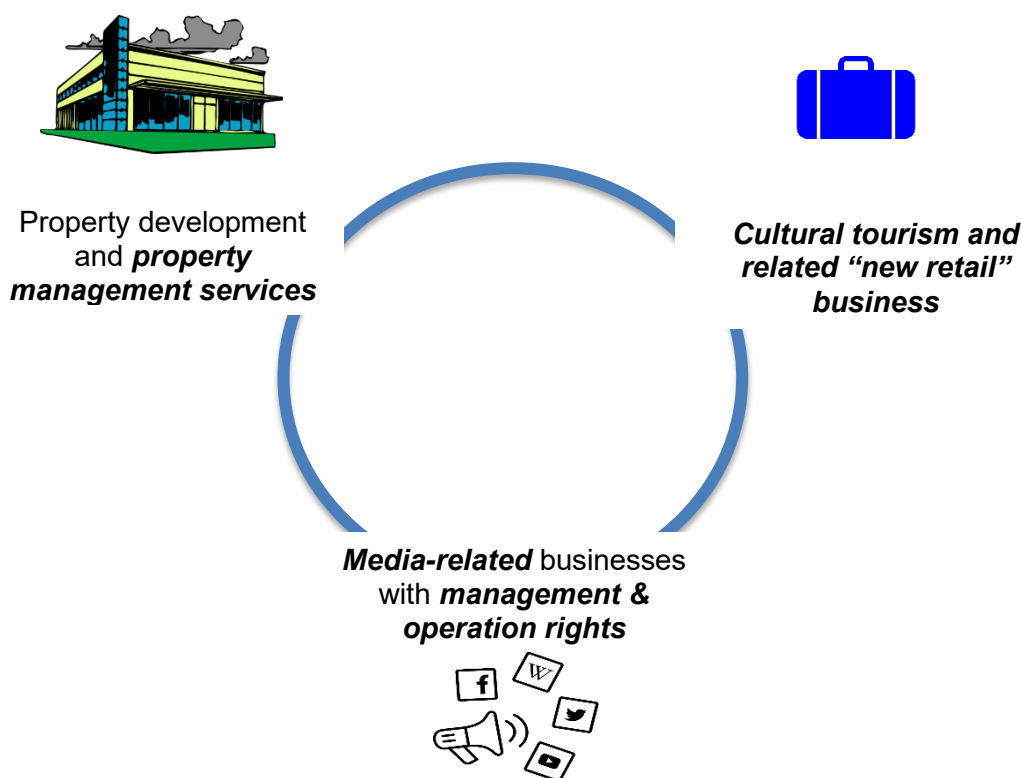 Property development
and property
management services
Cultural tourism and
related “new retail”
business
Media-related businesses
with management &
operation rights
f
W